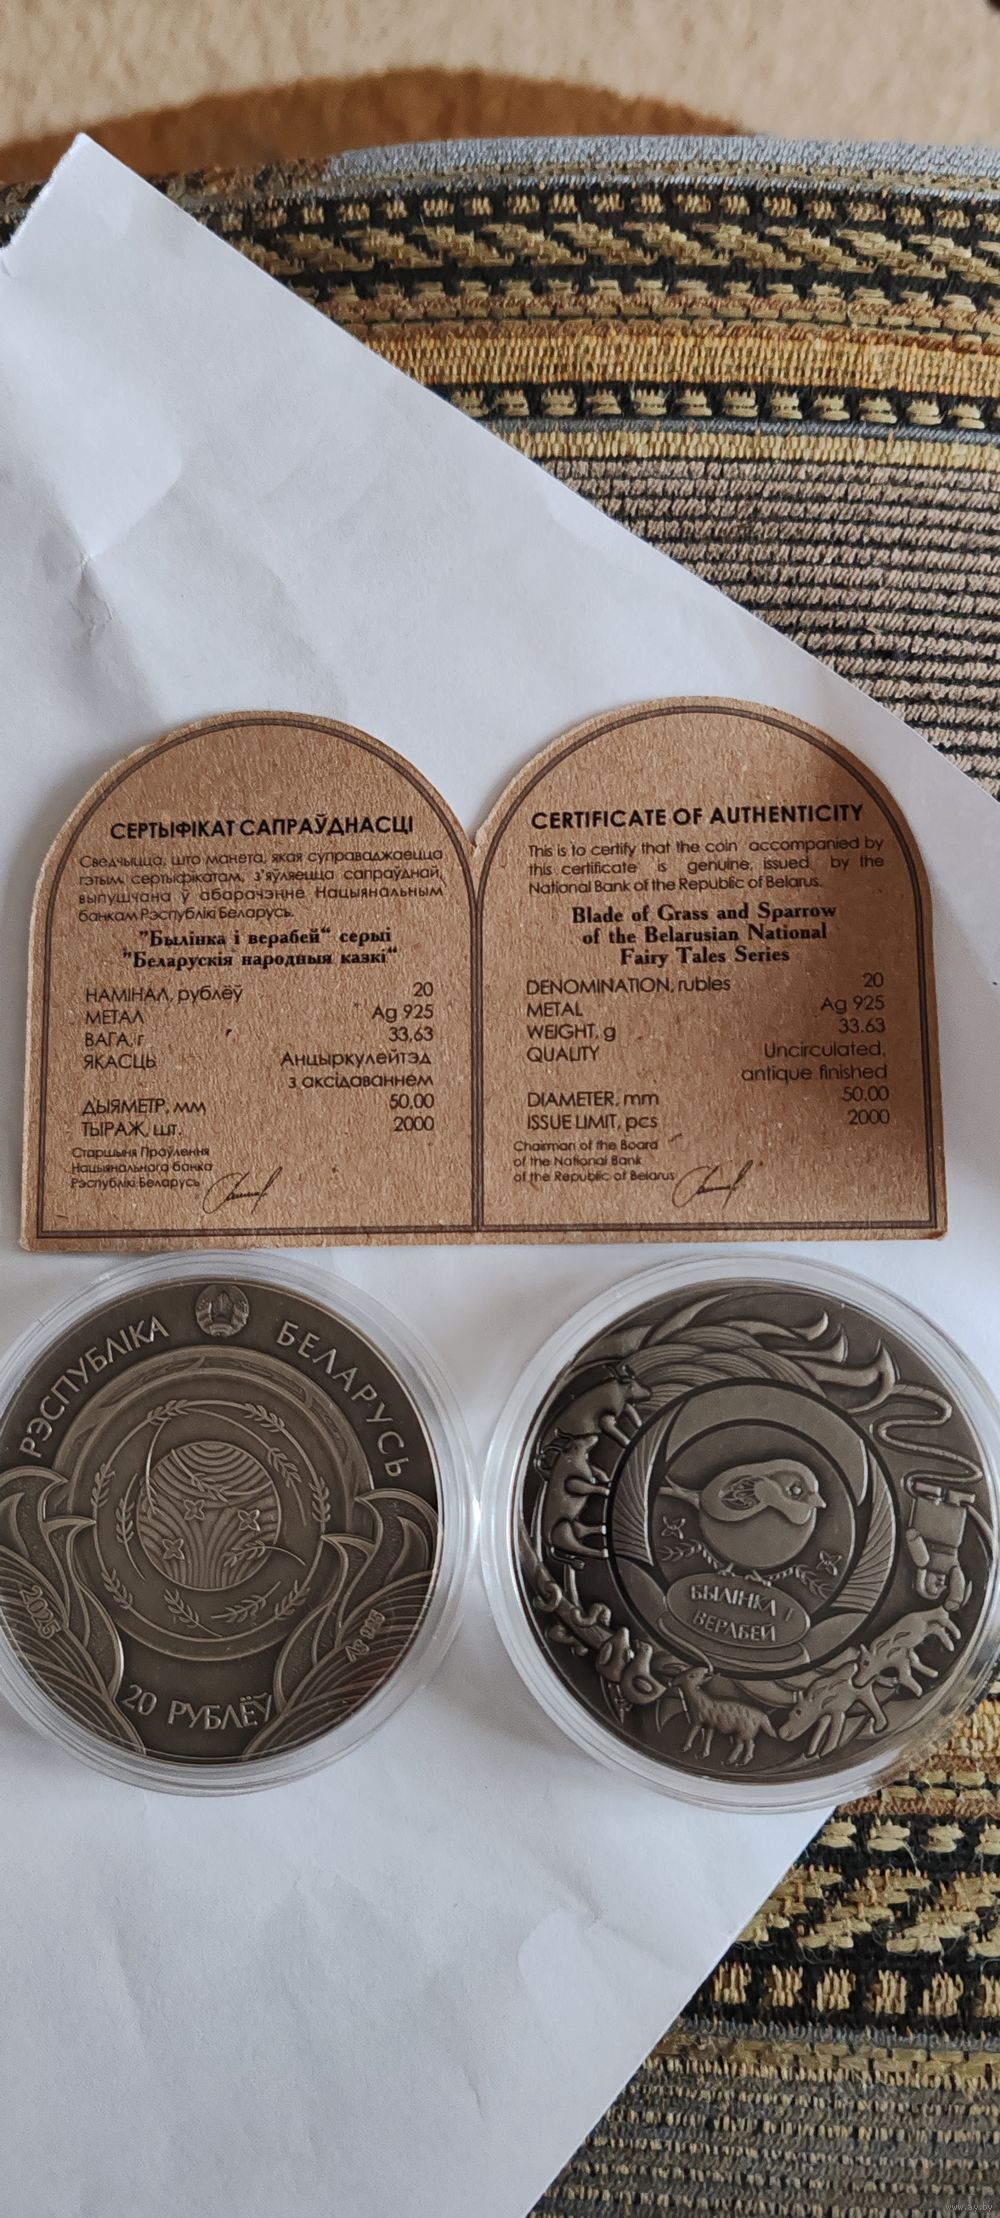 СЕРТЫФІКАТ САПРАЎДНАСЦІ
Сведчыцца, што манета, якая суправаджаецца
гэтым сертыфікатам, з'яўляецца сапраўднай,
выпушчана ў абарачэнне Нацыянальным
банкам Рэспублікі Беларусь.
"Былінка і верабей“ серыі
"Беларускія народныя казкі“
НАМІНАЛ, рублёў 20
МЕТАЛ Ag 925
ВАГА, г 33,63
ЯКАСЦЬ Анцыркулейтэд
з аксідаваннем
ДЫЯМЕТР, мм 50,00
ТЫРАЖ, шт. 2000
Старшыня Праўлення
Нацыянальнага банка
Рэспублікі Беларусь
CERTIFICATE OF AUTHENTICITY
This is to certify that the coin accompanied by
this certificate is genuine, issued by the
National Bank of the Republic of Belarus.
Blade of Grass and Sparrow
of the Belarusian National
Fairy Tales Series
DENOMINATION, rubles 20
METAL Ag 925
WEIGHT, g 33.63
QUALITY Uncirculated,
antique finished
DIAMETER, mm 50.00
ISSUE LIMIT, pcs 2000
Chairman of the Board
of the National Bank
of the Republic of Belarus
РЭСПУБЛІКА БЕЛАРУСЬ
2025
Ag 925
20 РУБЛЁЎ
БЫЛІНКА І
ВЕРАБЕЙ
www.ay.by